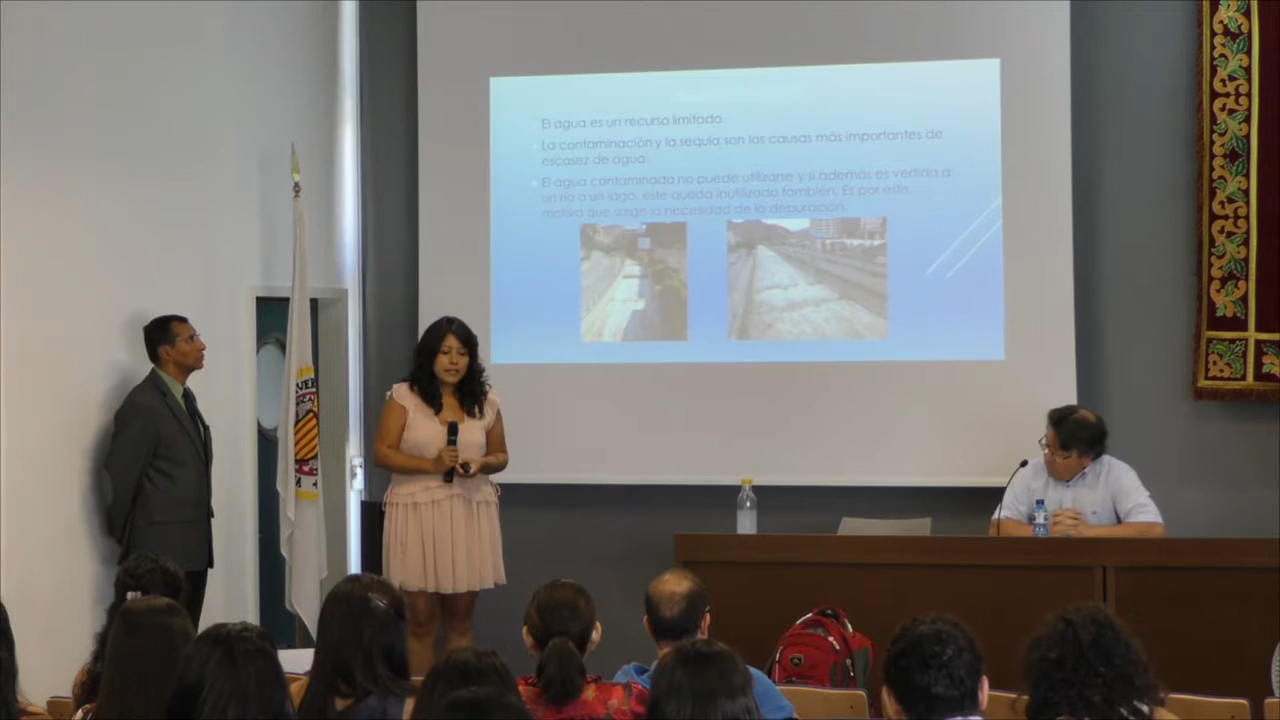 El agua es un recurso limitado.
La contaminación y la sequía son las causas más importantes de
escasez de agua.
El agua contaminada no puede utilizarse y si además es vertida a
un río o un lago, este queda inutilizado también. Es por este
motivo que surge la necesidad de la depuración.